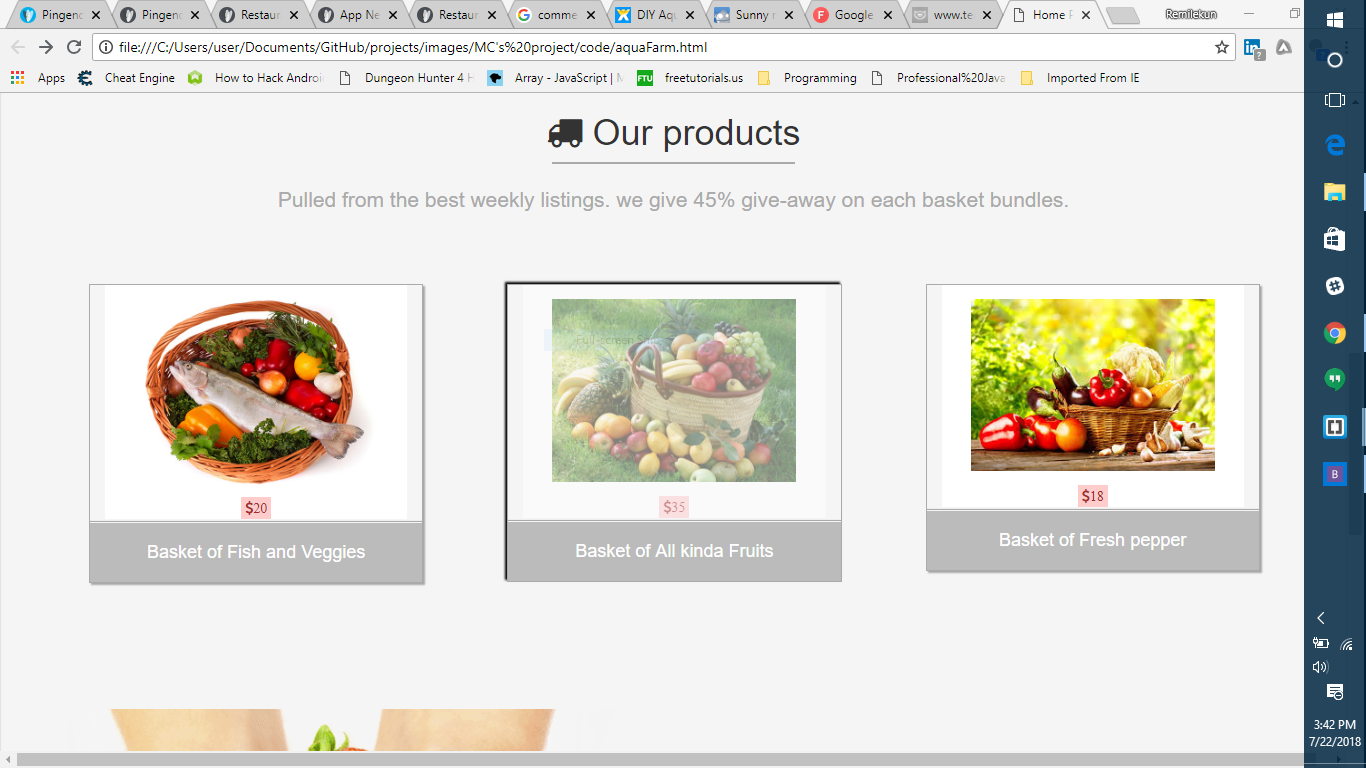 Pingend
Pingend
Restaur
App Ne
Restaur
comme
DIY Aqu
Sunny r
Google
www.te
Home P
Remilekun
file:///C:/Users/user/Documents/GitHub/projects/images/MC's%20project/code/aquaFarm.html
Apps
Cheat Engine
How to Hack Androi
Dungeon Hunter 4 H
Array - JavaScript | M
FTU
freetutorials.us
Programming
Professional%20Java
Imported From IE
Our products
Pulled from the best weekly listings. we give 45% give-away on each basket bundles.
Full-screen Snip
$20
$35
$18
Basket of Fish and Veggies
Basket of All kinda Fruits
Basket of Fresh pepper
3:42 PM
7/22/2018